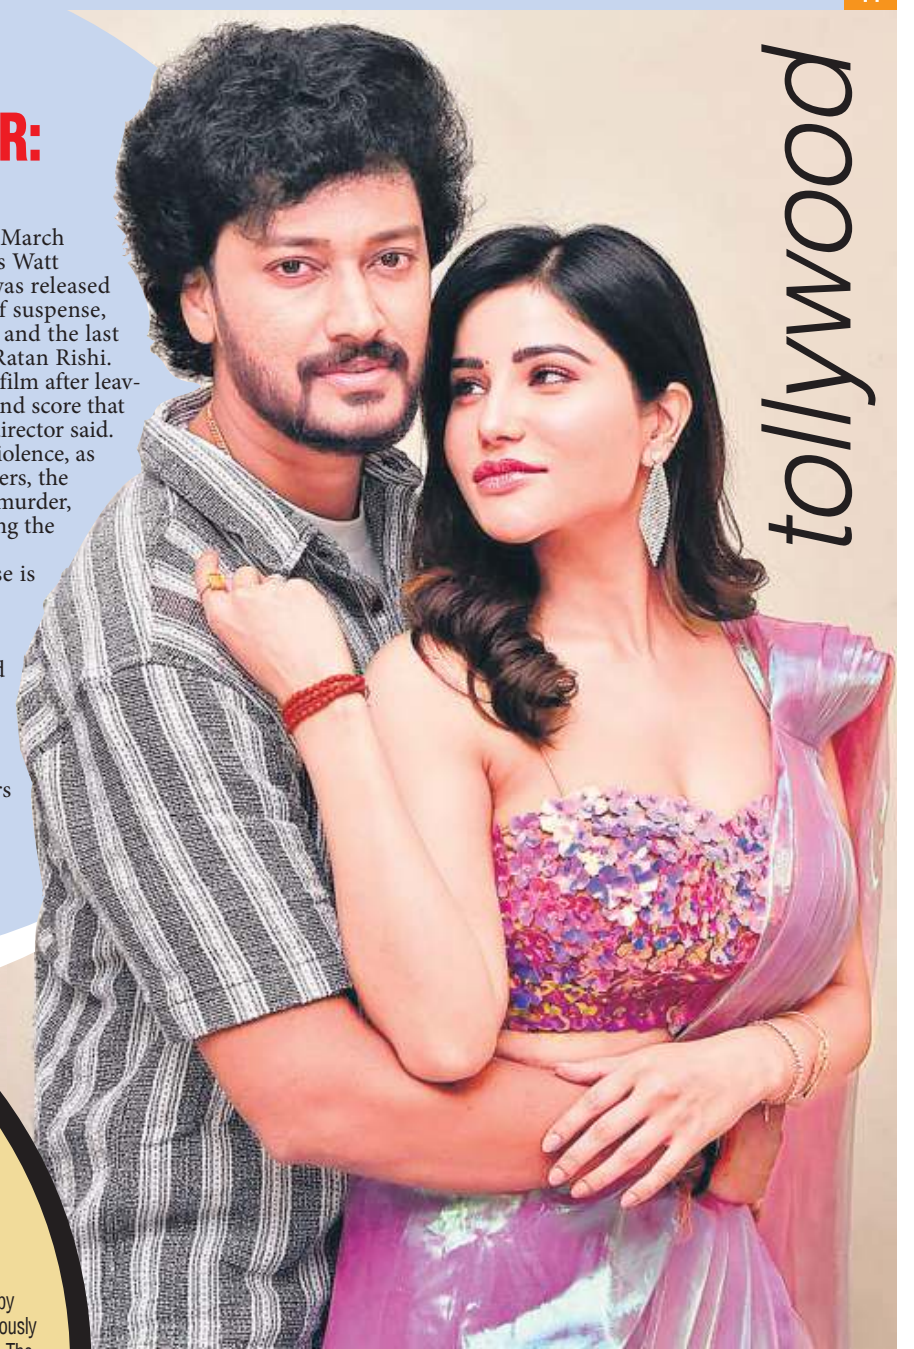 R:
March
s Watt
was released
f suspense,
and the last
Ratan Rishi.
film after leav-
nd score that
irector said.
iolence, as
ers, the
murder,
ng the
se is
d
rs
by
ously
The
tollywood